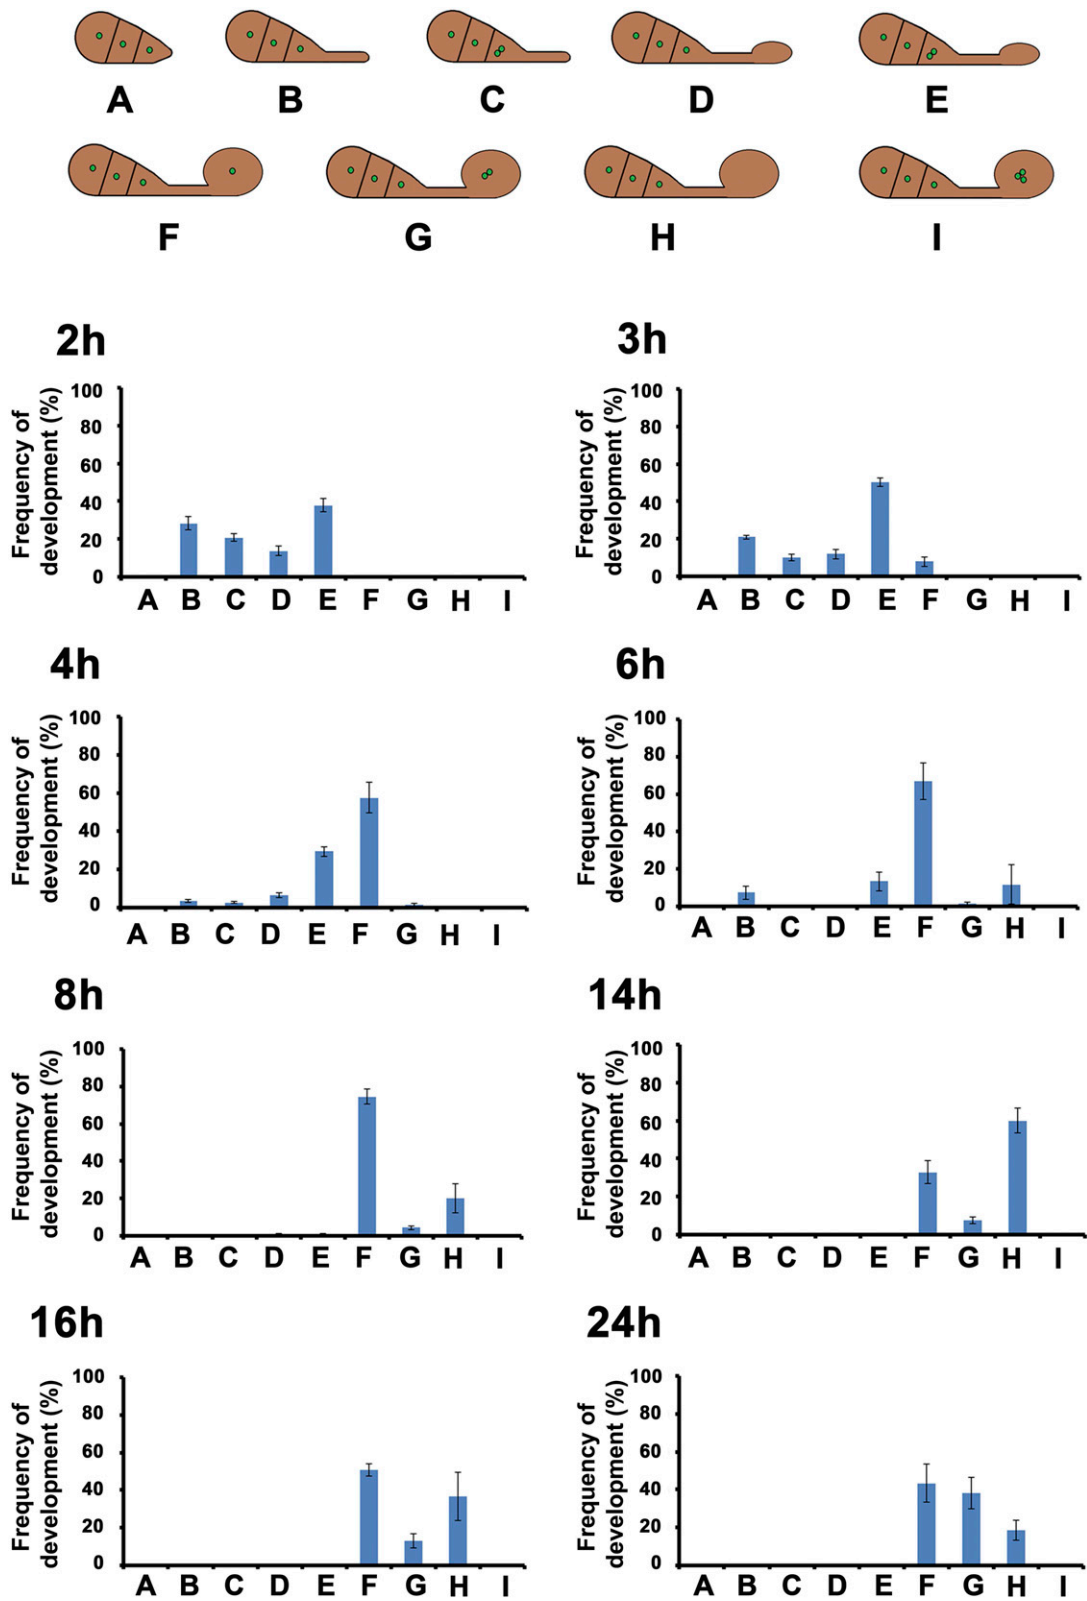 A B C D E
F G H I
2h
Frequency of
development (%)
100
80
60
40
20
0
A B C D E F G H I
3h
Frequency of
development (%)
100
80
60
40
20
0
A B C D E F G H I
4h
Frequency of
development (%)
100
80
60
40
20
0
A B C D E F G H I
6h
Frequency of
development (%)
100
80
60
40
20
0
A B C D E F G H I
8h
Frequency of
development (%)
100
80
60
40
20
0
A B C D E F G H I
14h
Frequency of
development (%)
100
80
60
40
20
0
A B C D E F G H I
16h
Frequency of
development (%)
100
80
60
40
20
0
A B C D E F G H I
24h
Frequency of
development (%)
100
80
60
40
20
0
A B C D E F G H I